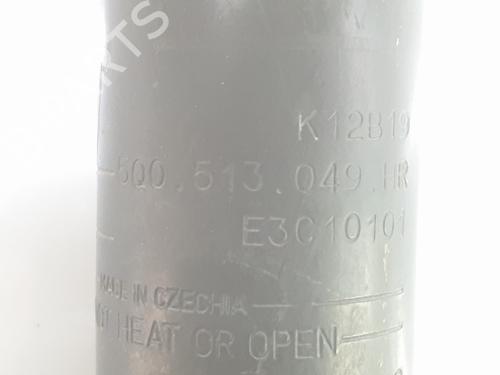 K12B19
5Q0.513.049.HR
E3C10101
MADE IN CZECHIA
HEAT OR OPEN